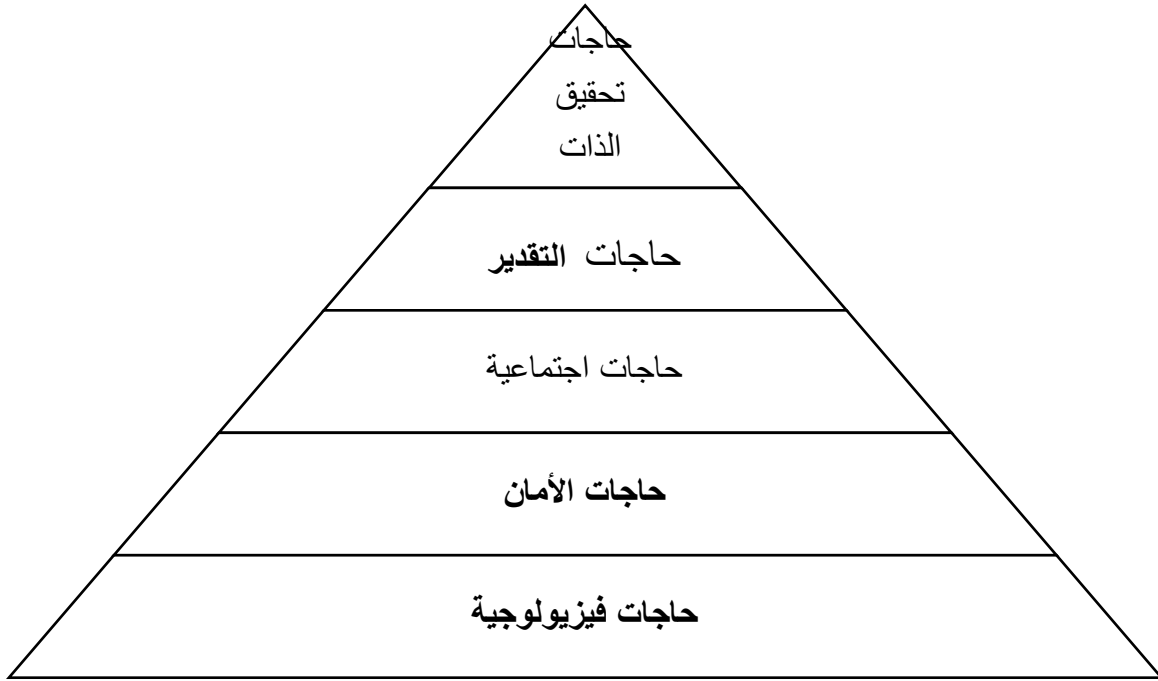 حاجات
تحقيق
الذات
حاجات التقدير
حاجات اجتماعية
حاجات الأمان
حاجات فيزيولوجية